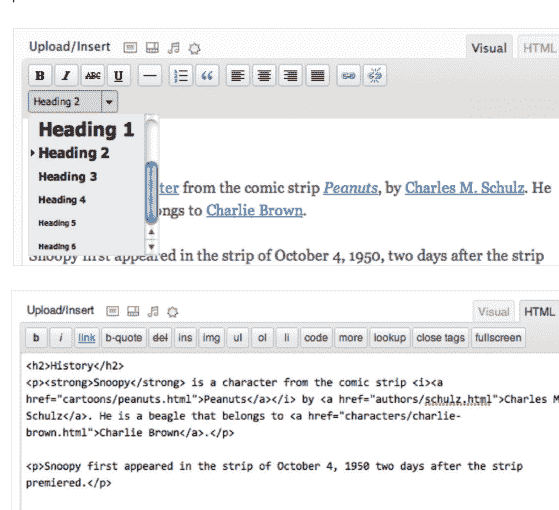 Upload/Insert Visual HTML
B I ABC U
Heading 2
Heading 1
Heading 2
Heading 3
Heading 4
Heading 5
Heading 6
ter from the comic strip Peanuts, by Charles M. Schulz. He
ongs to Charlie Brown.
Snoopy first appeared in the strip of October 4, 1950, two days after the strip
Upload/Insert Visual HTML
b i link b-quote del ins img ul ol li code more lookup close tags fullscreen
<h2>History</h2>
<p><strong>Snoopy</strong> is a character from the comic strip <i><a
href="cartoons/peanuts.html">Peanuts</a></i> by <a href="authors/schulz.html">Charles M
Schulz</a>. He is a beagle that belongs to <a href="characters/charlie-
brown.html">Charlie Brown</a>.</p>
<p>Snoopy first appeared in the strip of October 4, 1950 two days after the strip
premiered.</p>